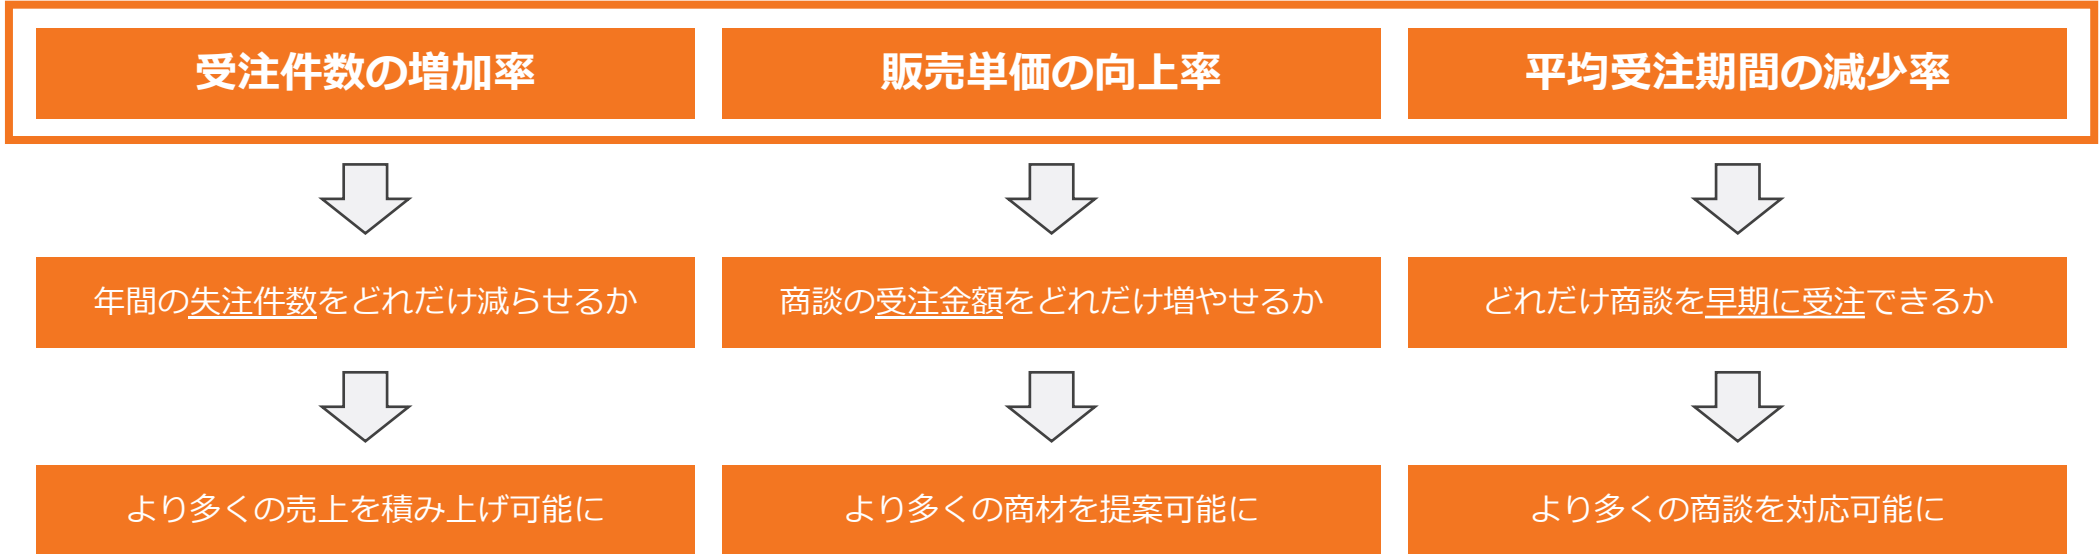 受注件数の増加率
販売単価の向上率
平均受注期間の減少率
年間の失注件数をどれだけ減らせるか
商談の受注金額をどれだけ増やせるか
どれだけ商談を早期に受注できるか
より多くの売上を積み上げ可能に
より多くの商材を提案可能に
より多くの商談を対応可能に